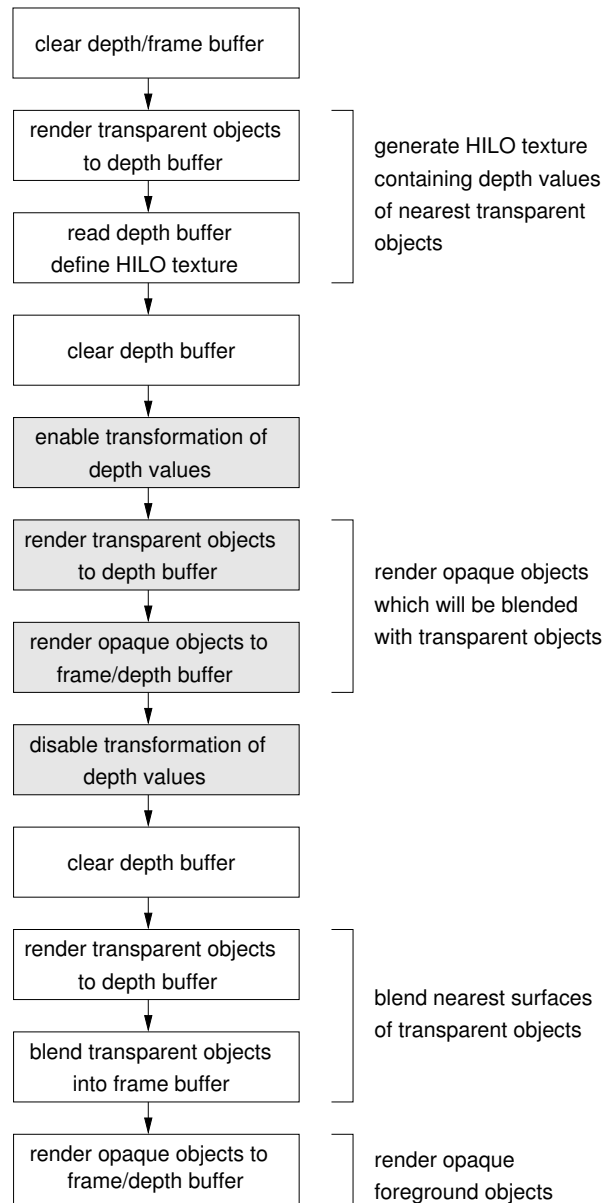 clear depth/frame buffer
render transparent objects
to depth buffer
read depth buffer
define HILO texture
generate HILO texture
containing depth values
of nearest transparent
objects
clear depth buffer
enable transformation of
depth values
render transparent objects
to depth buffer
render opaque objects to
frame/depth buffer
render opaque objects
which will be blended
with transparent objects
disable transformation of
depth values
clear depth buffer
render transparent objects
to depth buffer
blend transparent objects
into frame buffer
blend nearest surfaces
of transparent objects
render opaque objects to
frame/depth buffer
render opaque
foreground objects